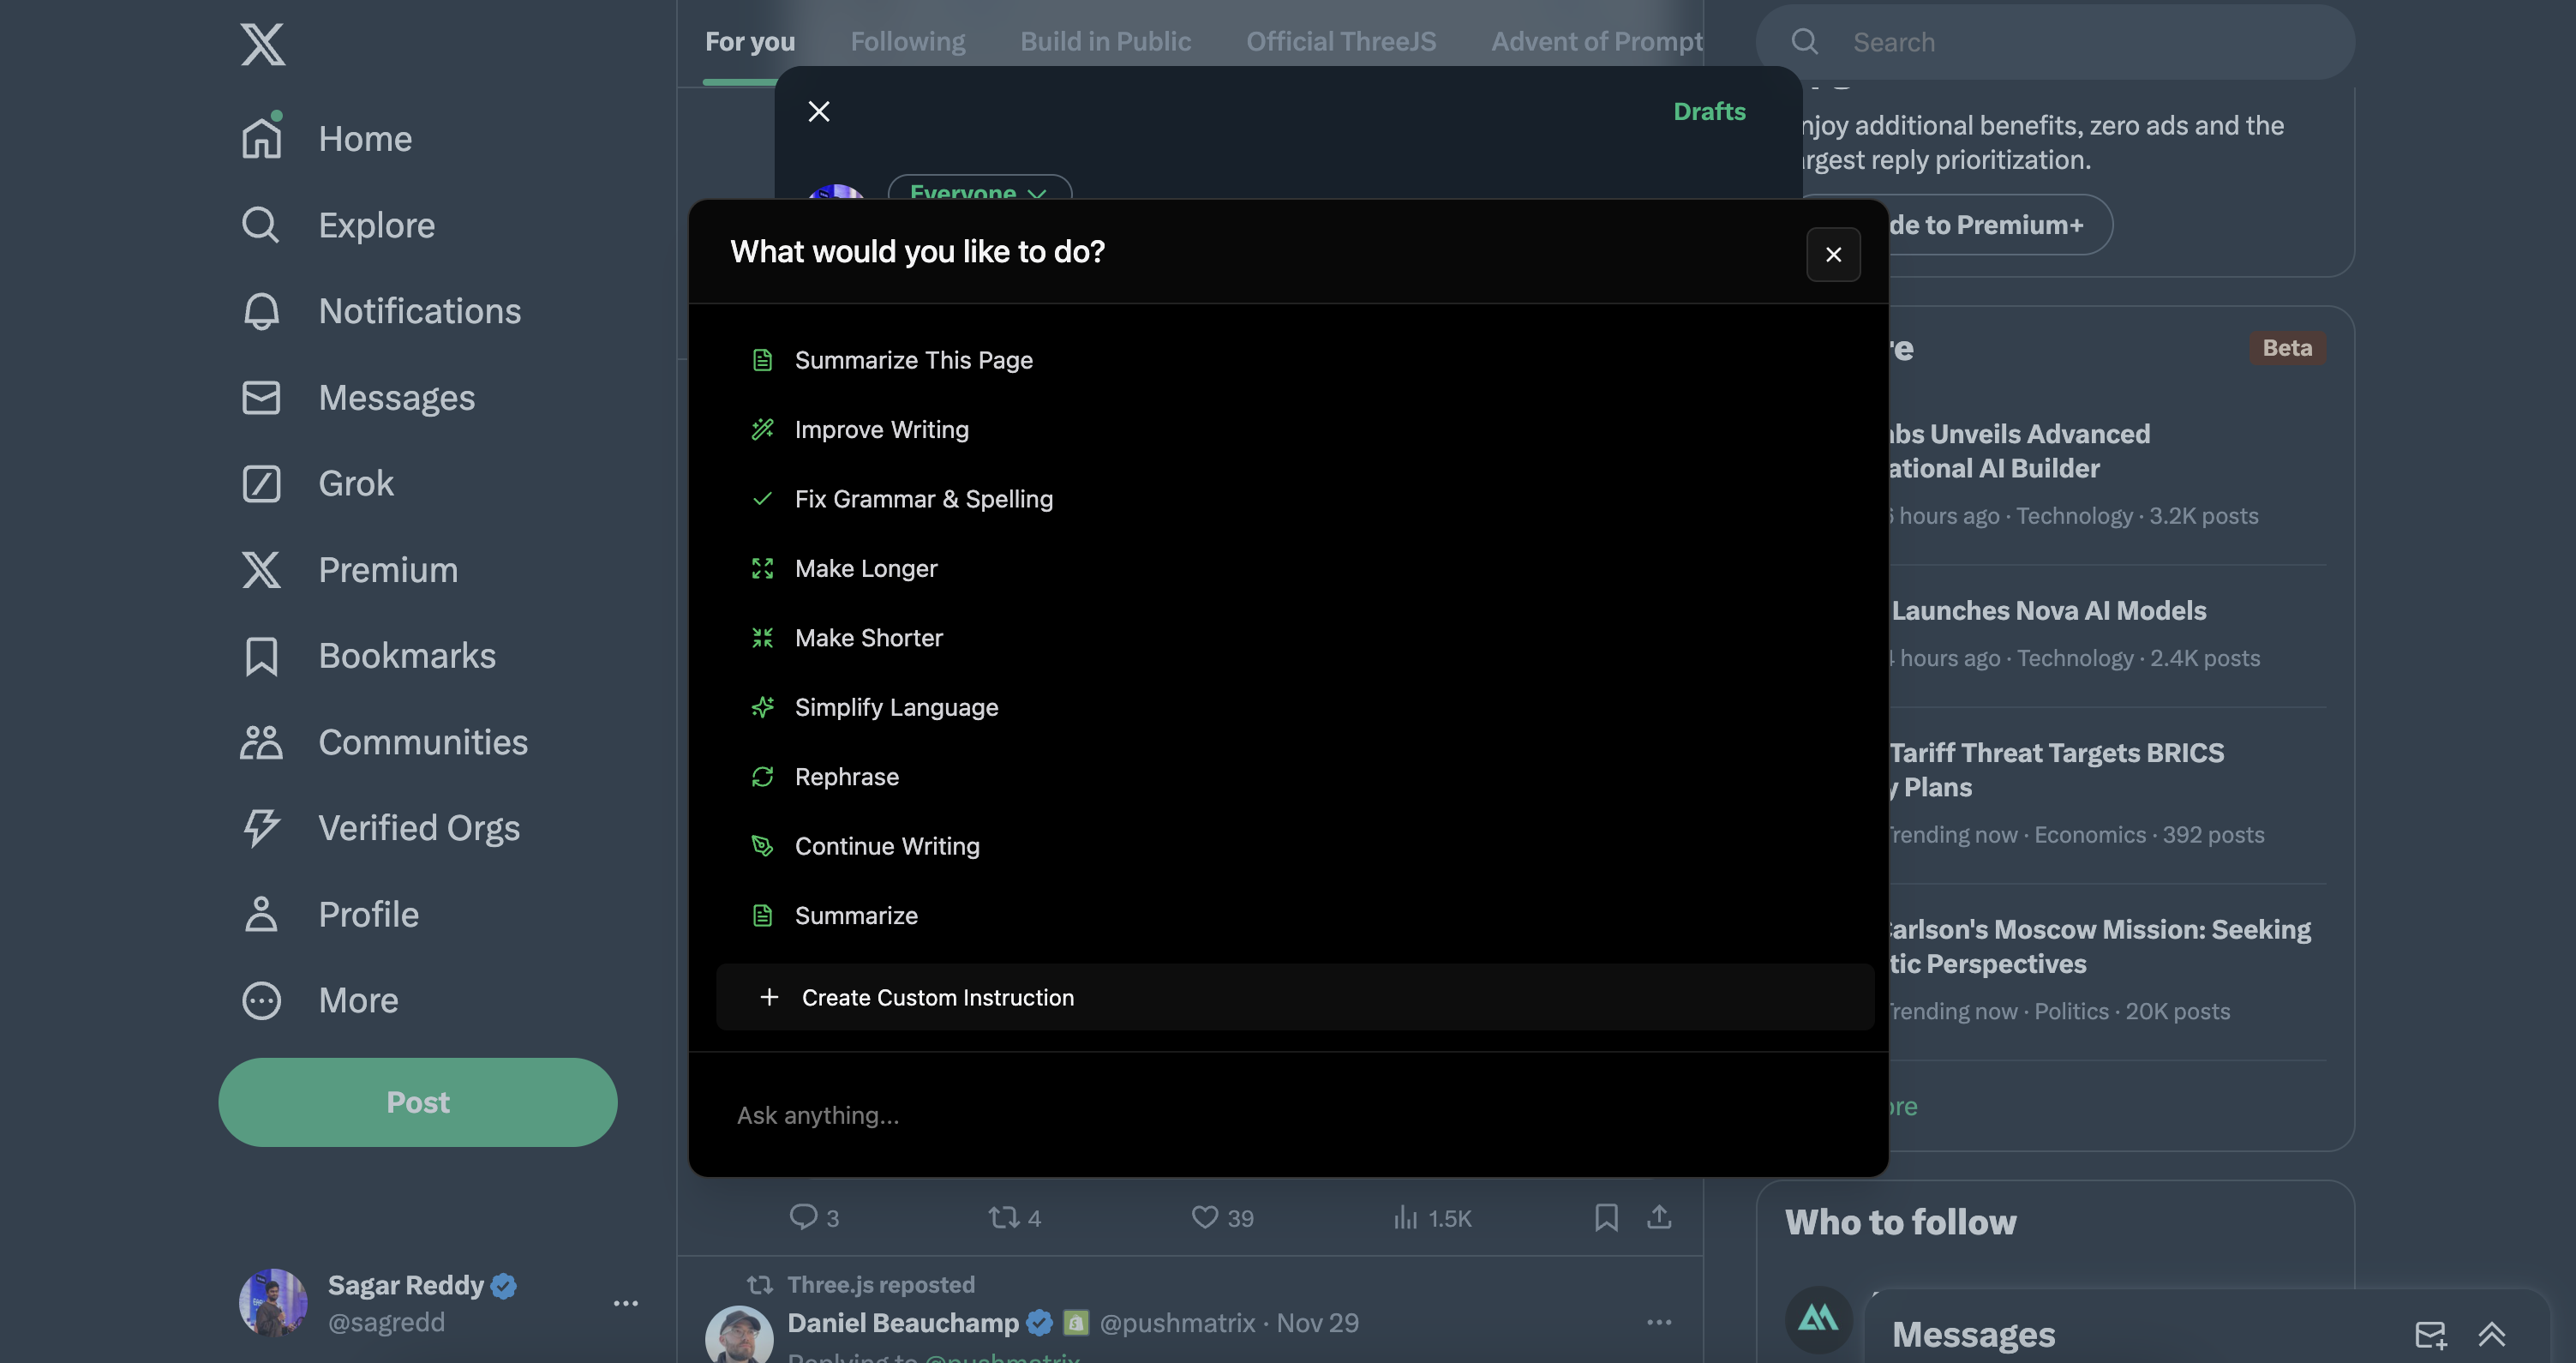 Home
Explore
Notifications
Messages
Grok
Premium
Bookmarks
Communities
Verified Orgs
Profile
More
Post
Sagar Reddy
@sagredd
For you
Following
Build in Public
Official ThreeJS
Advent of Prompt
Drafts
Everyone
What would you like to do?
Summarize This Page
Improve Writing
Fix Grammar & Spelling
Make Longer
Make Shorter
Simplify Language
Rephrase
Continue Writing
Summarize
Create Custom Instruction
Ask anything...
3
4
39
1.5K
Three.js reposted
Daniel Beauchamp @pushmatrix · Nov 29
Replying to @pushmatrix
Search
njoy additional benefits, zero ads and the
argest reply prioritization.
de to Premium+
Beta
bs Unveils Advanced
ational AI Builder
hours ago · Technology · 3.2K posts
Launches Nova AI Models
hours ago · Technology · 2.4K posts
Tariff Threat Targets BRICS
y Plans
Trending now · Economics · 392 posts
Carlson's Moscow Mission: Seeking
tic Perspectives
Trending now · Politics · 20K posts
ore
Who to follow
Messages